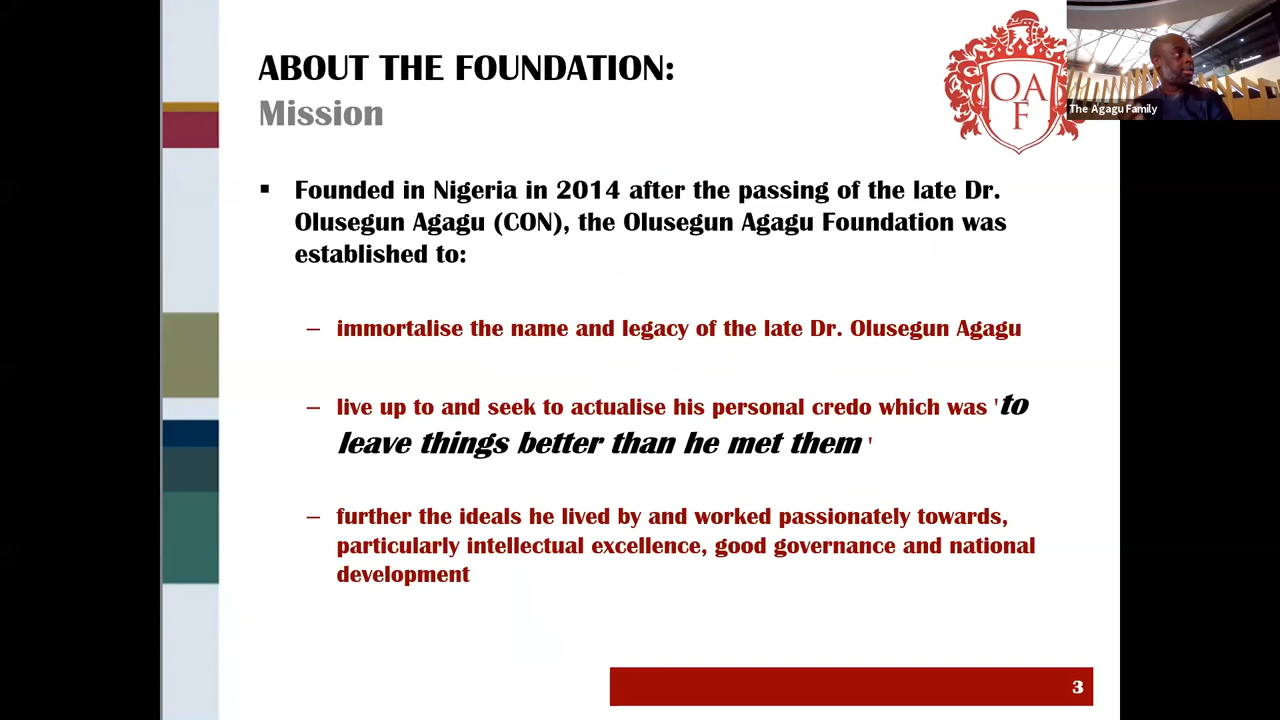 ABOUT THE FOUNDATION:
Mission
OA
F
The Agagu Family
▪ Founded in Nigeria in 2014 after the passing of the late Dr.
Olusegun Agagu (CON), the Olusegun Agagu Foundation was
established to:
– immortalise the name and legacy of the late Dr. Olusegun Agagu
– live up to and seek to actualise his personal credo which was 'to
leave things better than he met them '
– further the ideals he lived by and worked passionately towards,
particularly intellectual excellence, good governance and national
development
3